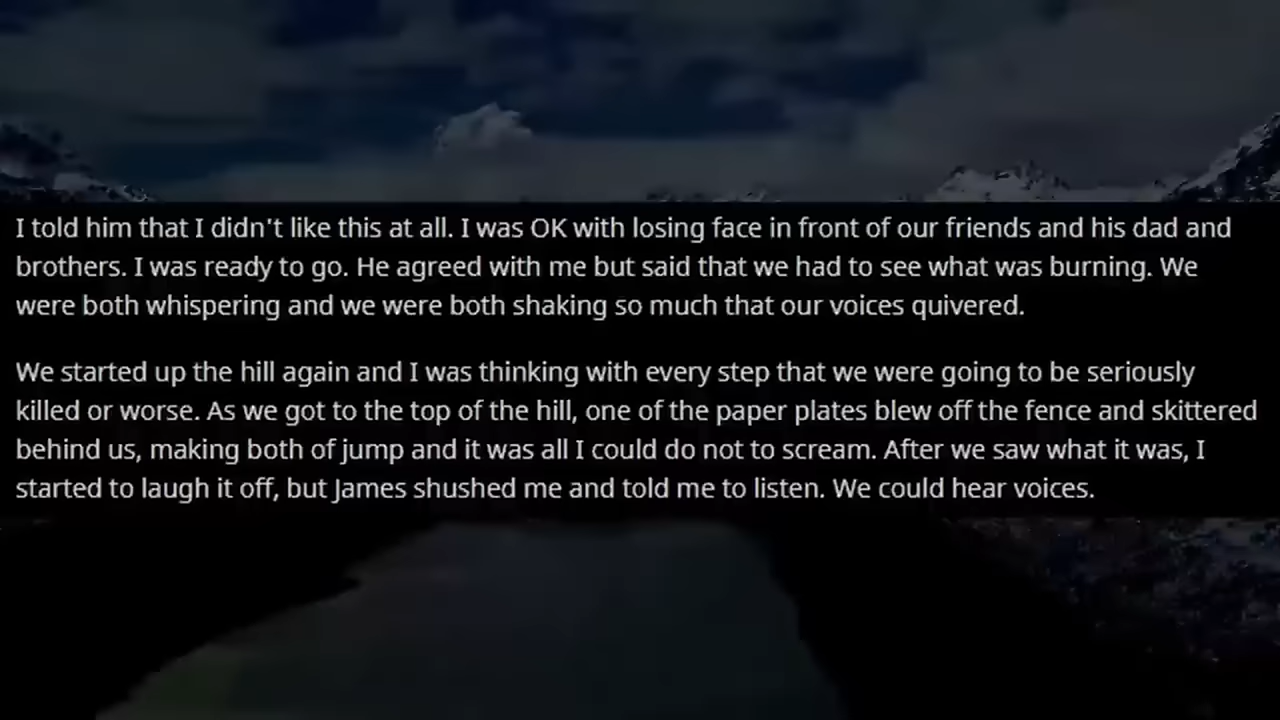 I told him that I didn't like this at all. I was OK with losing face in front of our friends and his dad and
brothers. I was ready to go. He agreed with me but said that we had to see what was burning. We
were both whispering and we were both shaking so much that our voices quivered.
We started up the hill again and I was thinking with every step that we were going to be seriously
killed or worse. As we got to the top of the hill, one of the paper plates blew off the fence and skittered
behind us, making both of jump and it was all I could do not to scream. After we saw what it was, I
started to laugh it off, but James shushed me and told me to listen. We could hear voices.